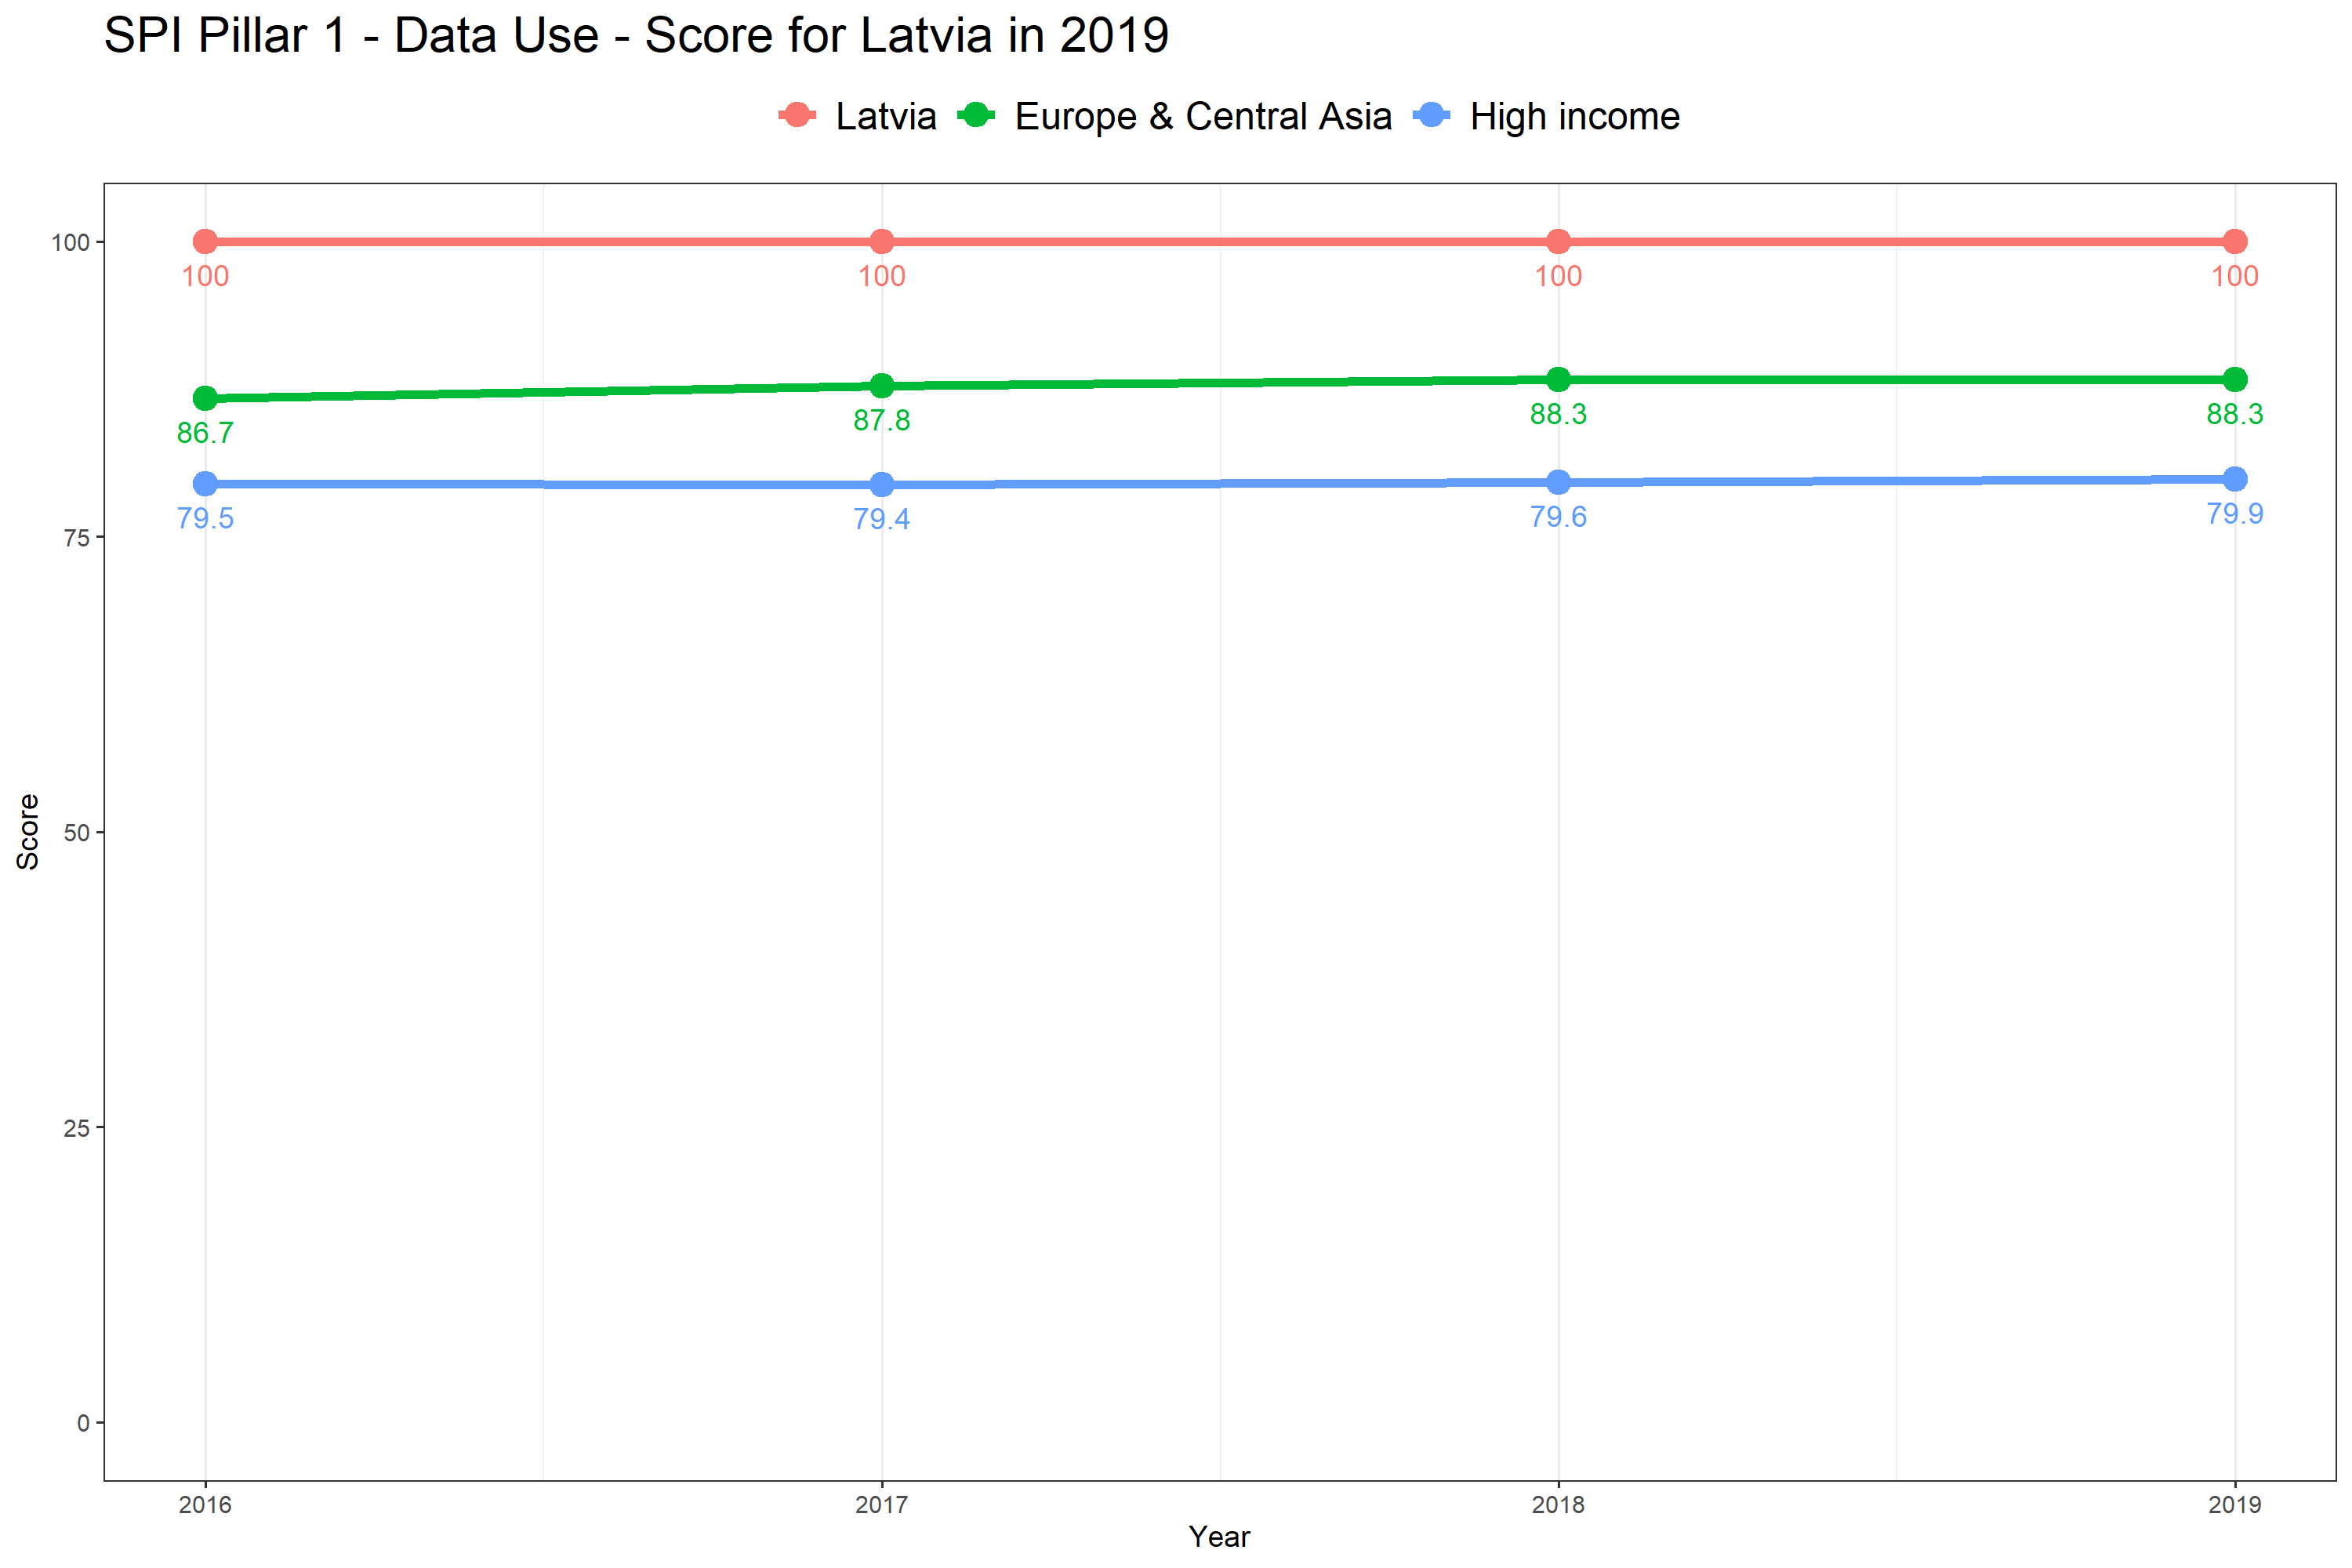 SPI Pillar 1 - Data Use - Score for Latvia in 2019
Latvia Europe & Central Asia High income
100
100 100 100 100
86.7 87.8 88.3 88.3
79.5 79.4 79.6 79.9
75
50
Score
25
0
2016 2017 2018 2019
Year